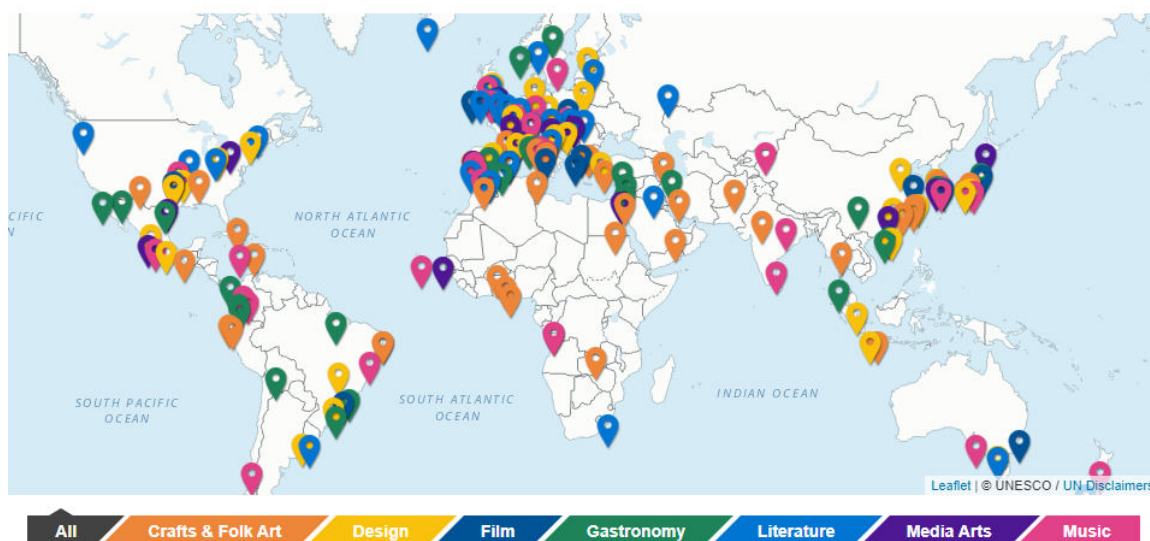 NORTH ATLANTIC
OCEAN
CIFIC
N
SOUTH PACIFIC
OCEAN
SOUTH ATLANTIC
OCEAN
INDIAN OCEAN
Leaflet | © UNESCO / UN Disclaimers
All Crafts & Folk Art Design Film Gastronomy Literature Media Arts Music